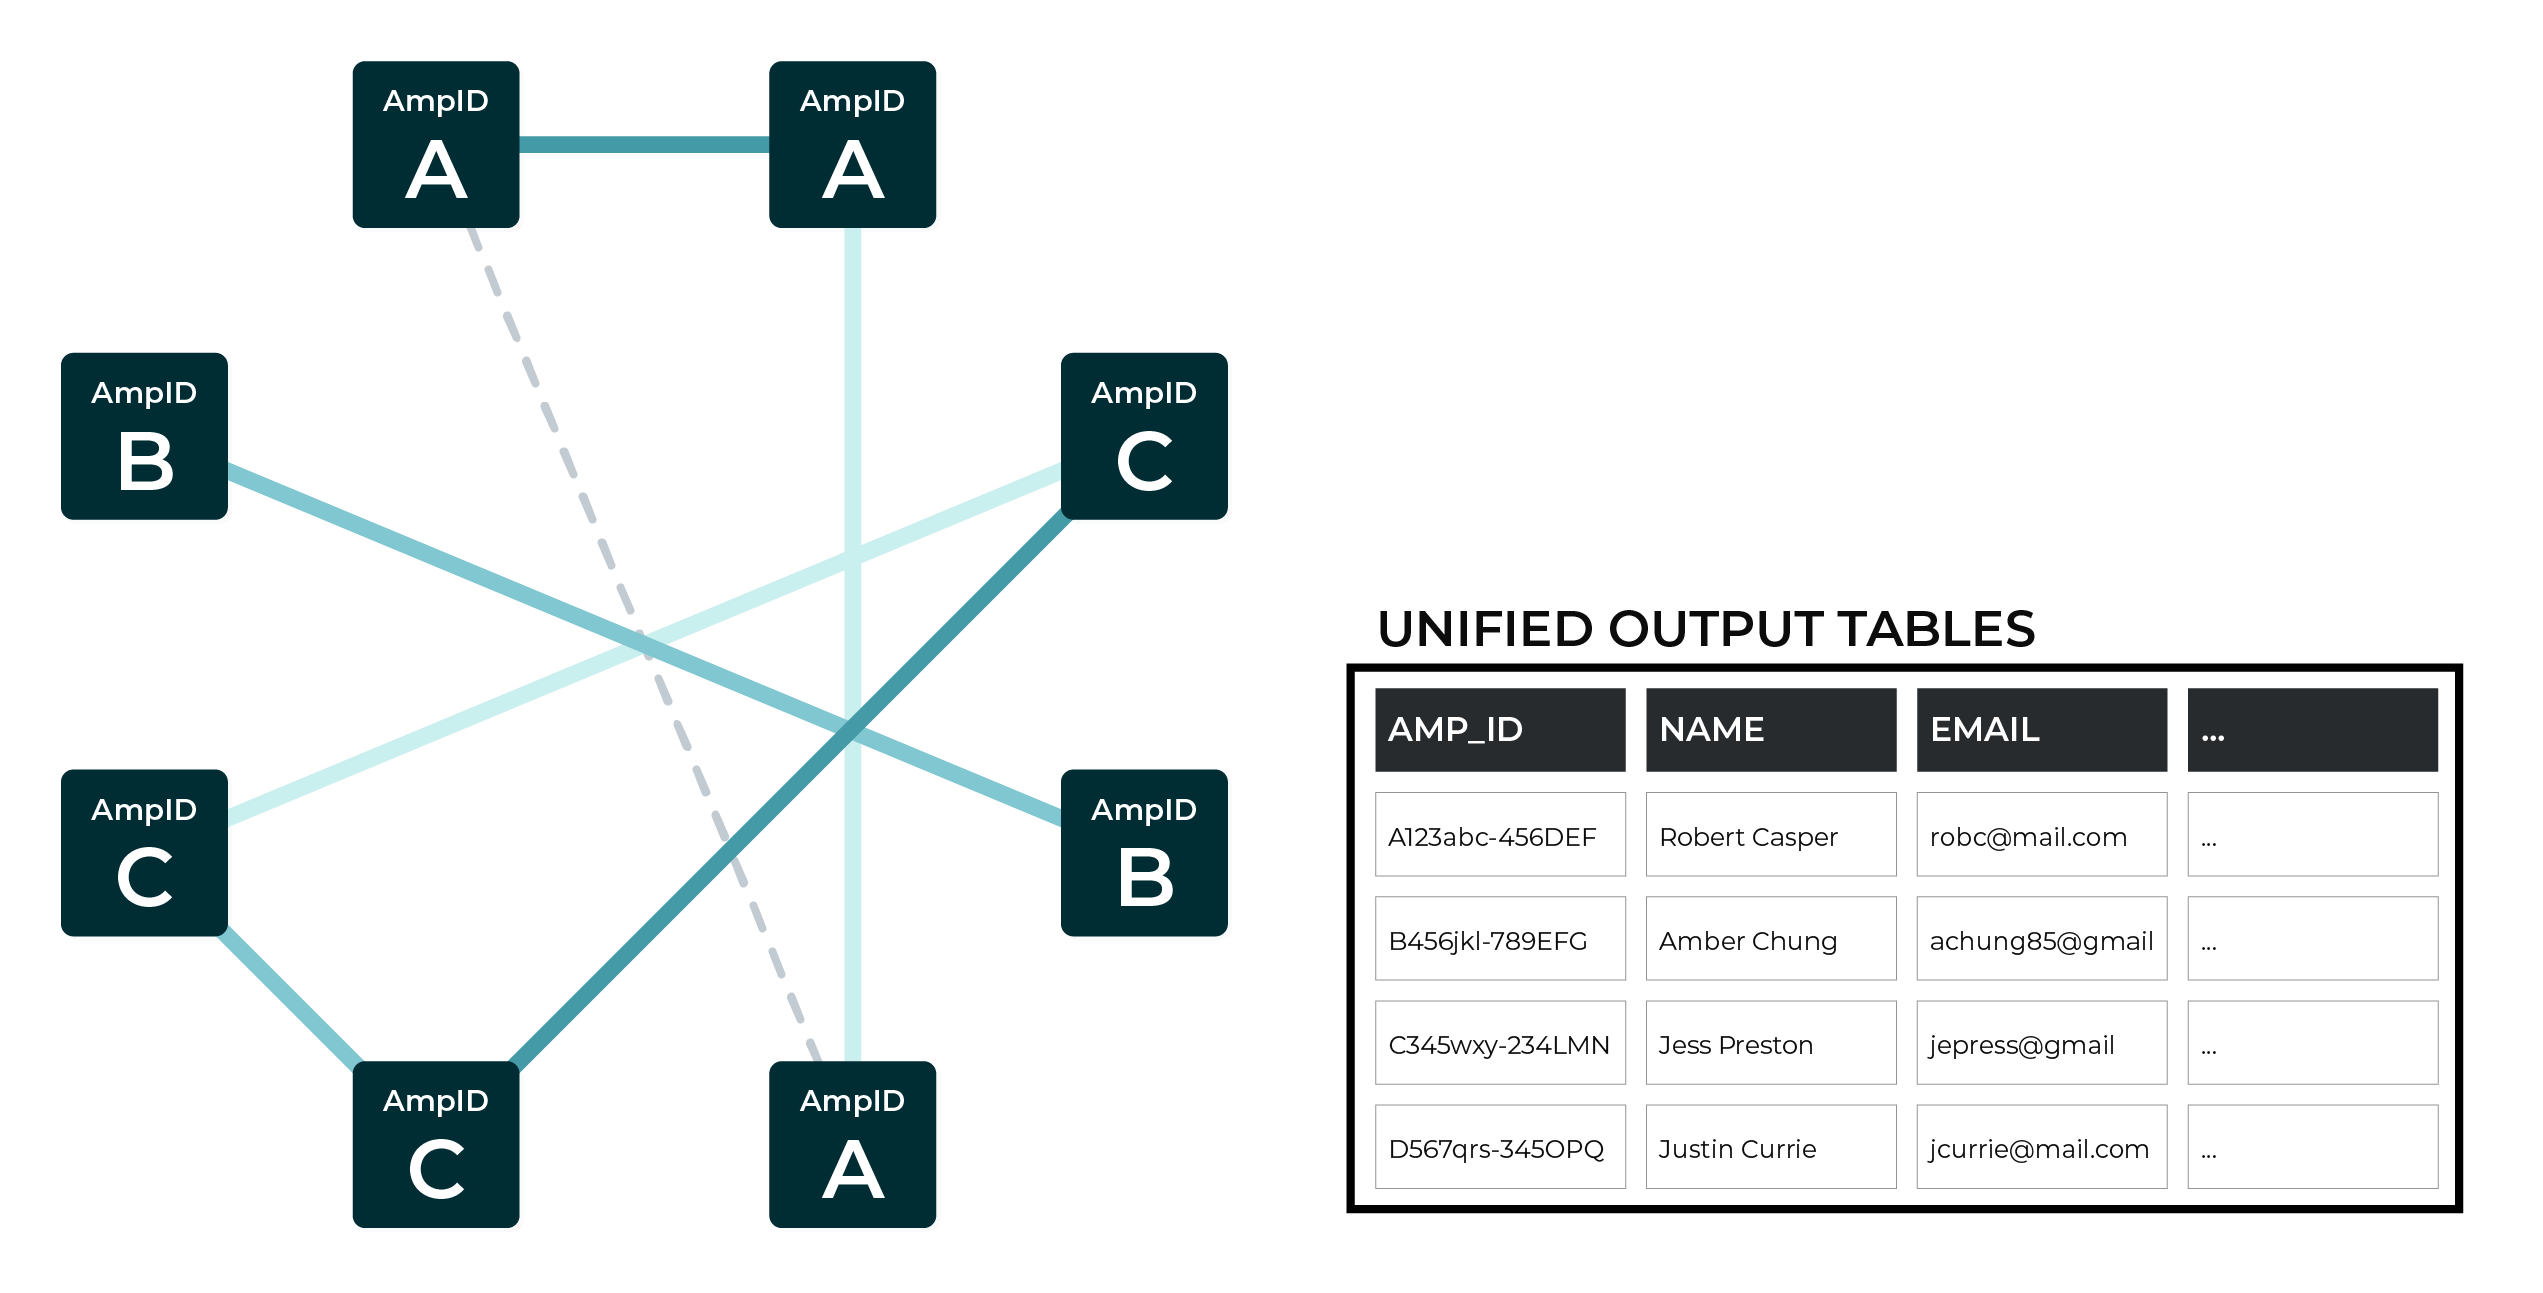 AmpID
A
AmpID
A
AmpID
B
AmpID
C
AmpID
C
AmpID
B
AmpID
C
AmpID
A
UNIFIED OUTPUT TABLES
AMP_ID NAME EMAIL ...
A123abc-456DEF Robert Casper robc@mail.com ...
B456jkl-789EFG Amber Chung achung85@gmail ...
C345wxy-234LMN Jess Preston jepress@gmail ...
D567qrs-345OPQ Justin Currie jcurrie@mail.com ...